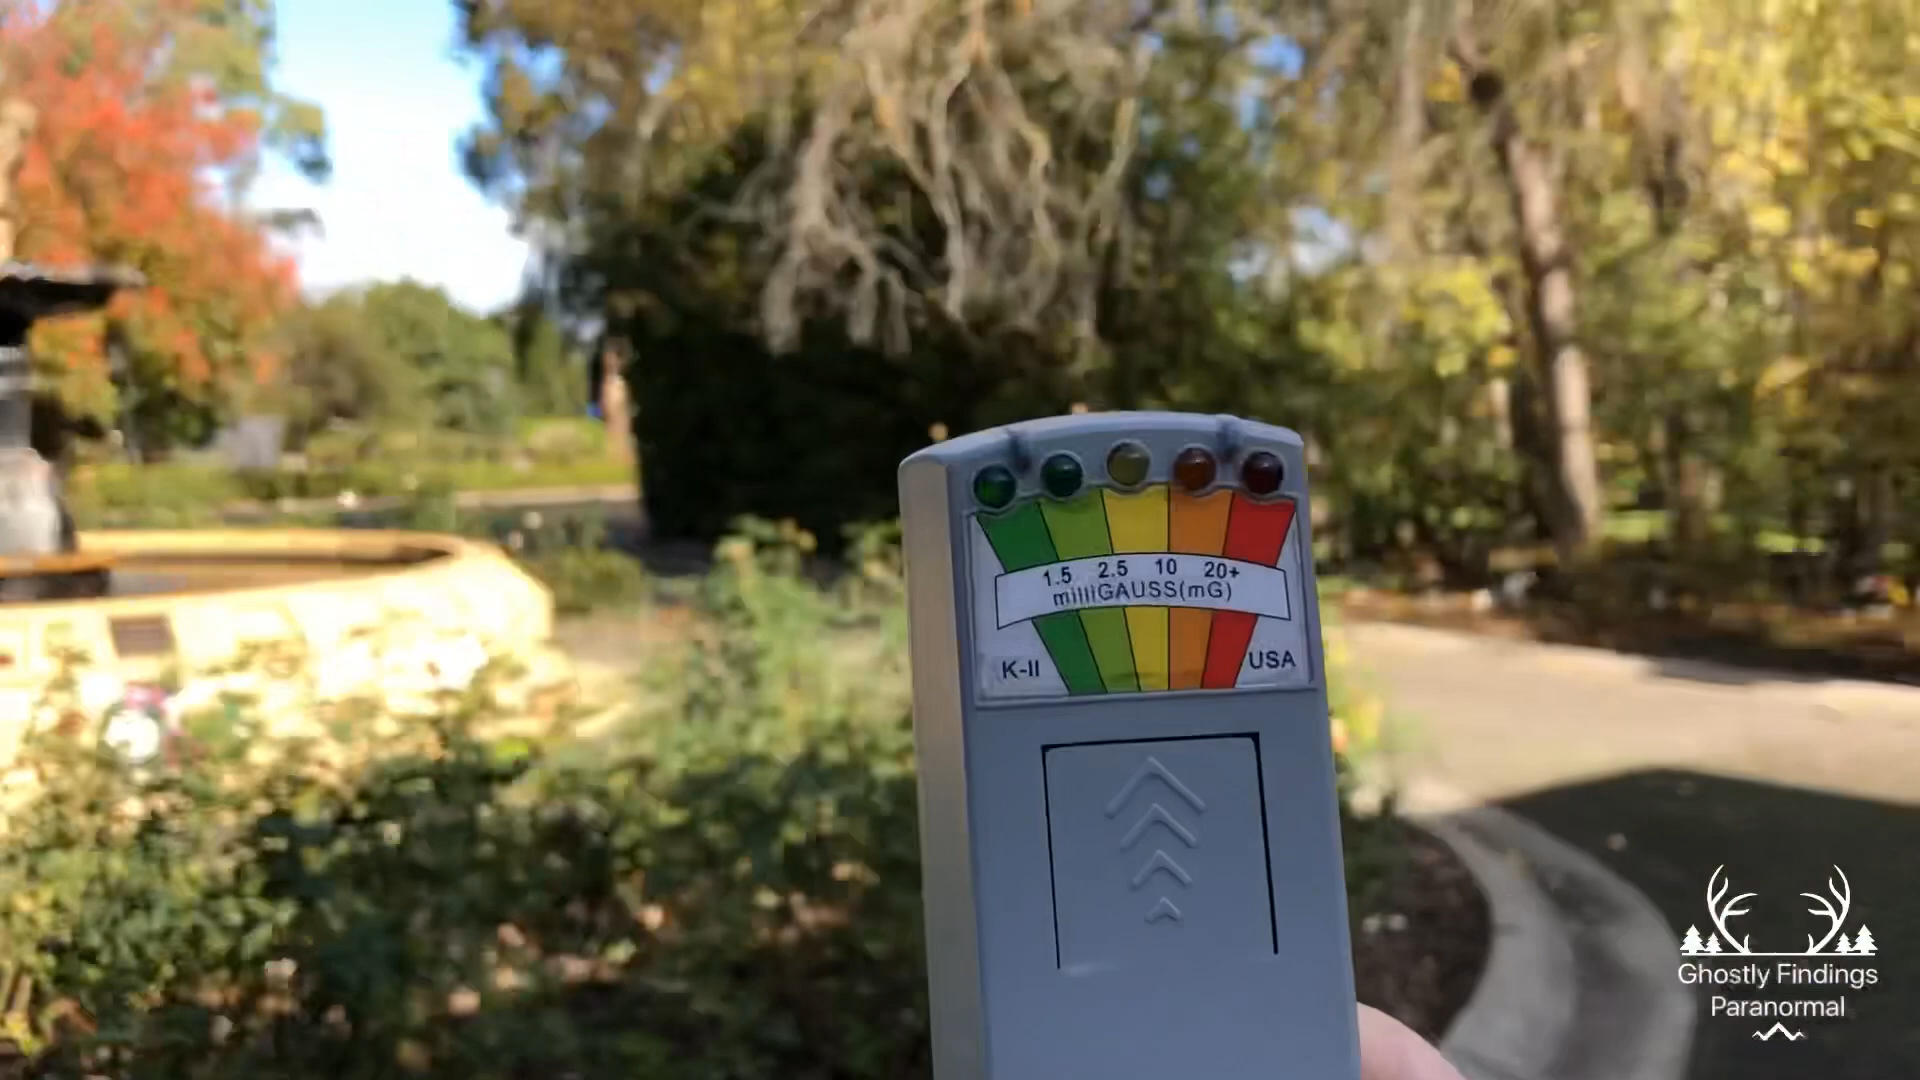 1.5 2.5 10 20+
milliGAUSS(mG)
K-II
USA
Ghostly Findings
Paranormal